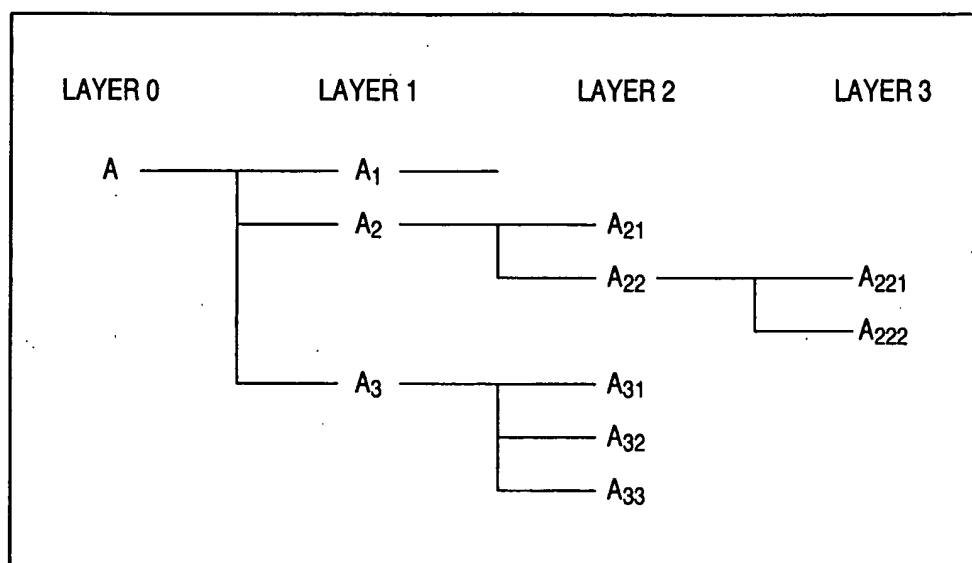 LAYER 0 LAYER 1 LAYER 2 LAYER 3
A A₁
A₂ A₂₁
A₂₂ A₂₂₁
A₂₂₂
A₃ A₃₁
A₃₂
A₃₃